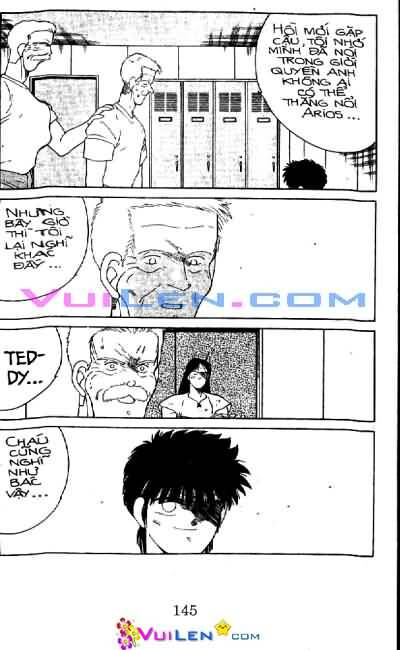 HỒI MỚI GẶP
CẬU, TÔI NHỚ
MÌNH ĐÃ NÓI
TRONG GIỚI
QUYỀN ANH
KHÔNG AI
CÓ THỂ
THẮNG NỔI
ARIOS...
NHƯNG
BÂY GIỜ
THÌ TÔI
LẠI NGHĨ
KHÁC
ĐẤY...
VUILEN.COM
TED-
DY...
CHÁU
CŨNG
NGHĨ
NHƯ
BÁC
VẬY...
145
VUILEN.COM